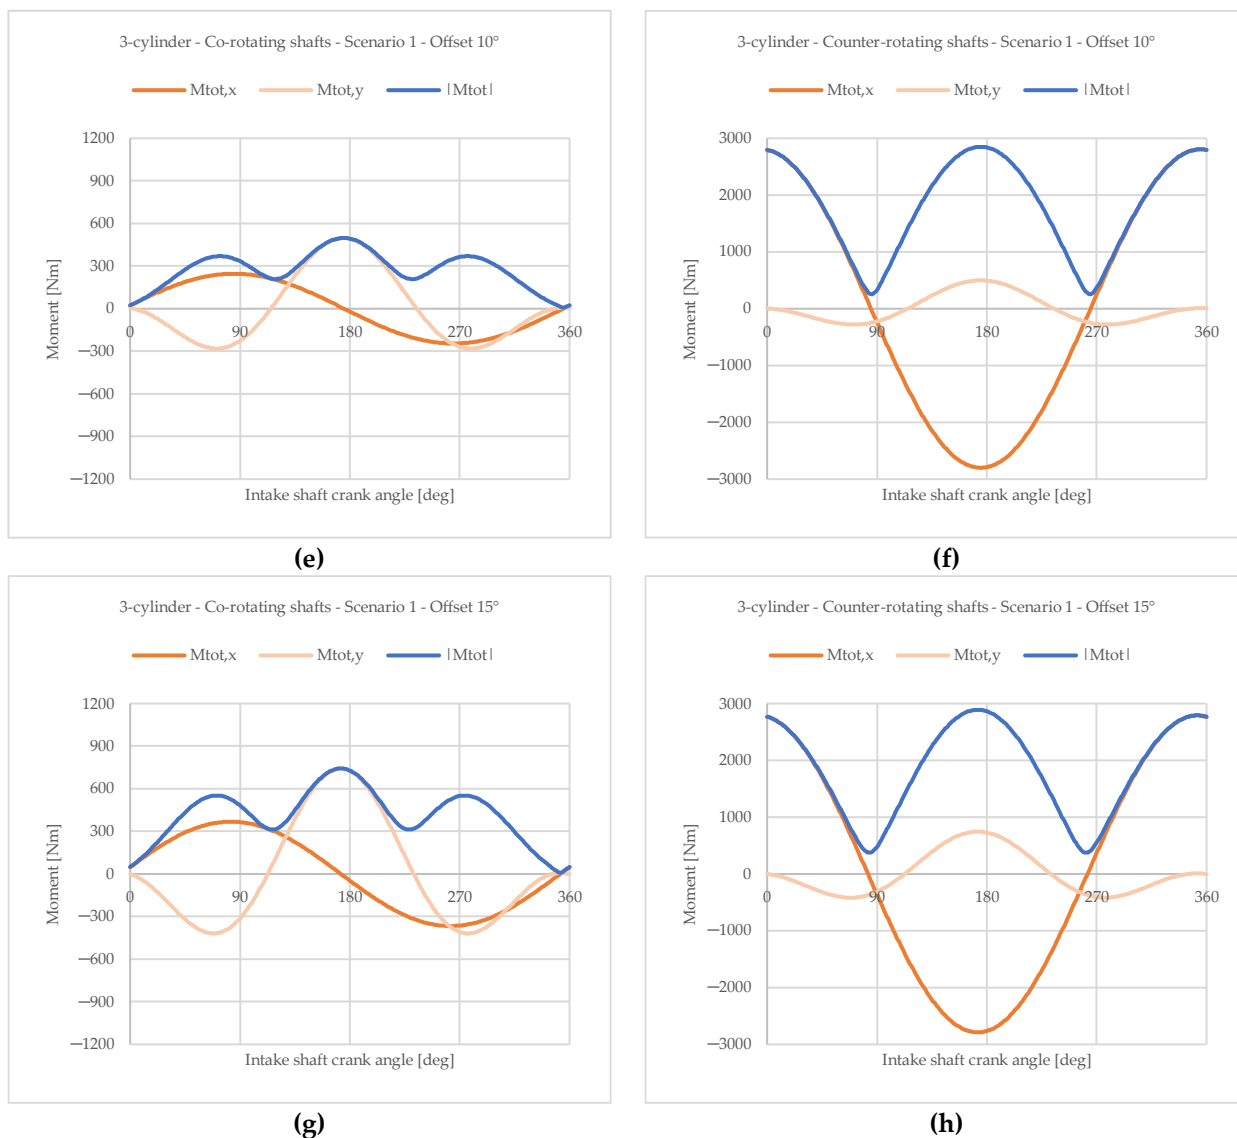 3-cylinder - Co-rotating shafts - Scenario 1 - Offset 10°
Mtot,x Mtot,y |Mtot|
1200
900
600
300
0
−300
−600
−900
−1200
0 90 180 270 360
Moment [Nm]
Intake shaft crank angle [deg]
(e)
3-cylinder - Counter-rotating shafts - Scenario 1 - Offset 10°
Mtot,x Mtot,y |Mtot|
3000
2000
1000
0
−1000
−2000
−3000
0 90 180 270 360
Moment [Nm]
Intake shaft crank angle [deg]
(f)
3-cylinder - Co-rotating shafts - Scenario 1 - Offset 15°
Mtot,x Mtot,y |Mtot|
1200
900
600
300
0
−300
−600
−900
−1200
0 90 180 270 360
Moment [Nm]
Intake shaft crank angle [deg]
(g)
3-cylinder - Counter-rotating shafts - Scenario 1 - Offset 15°
Mtot,x Mtot,y |Mtot|
3000
2000
1000
0
−1000
−2000
−3000
0 90 180 270 360
Moment [Nm]
Intake shaft crank angle [deg]
(h)